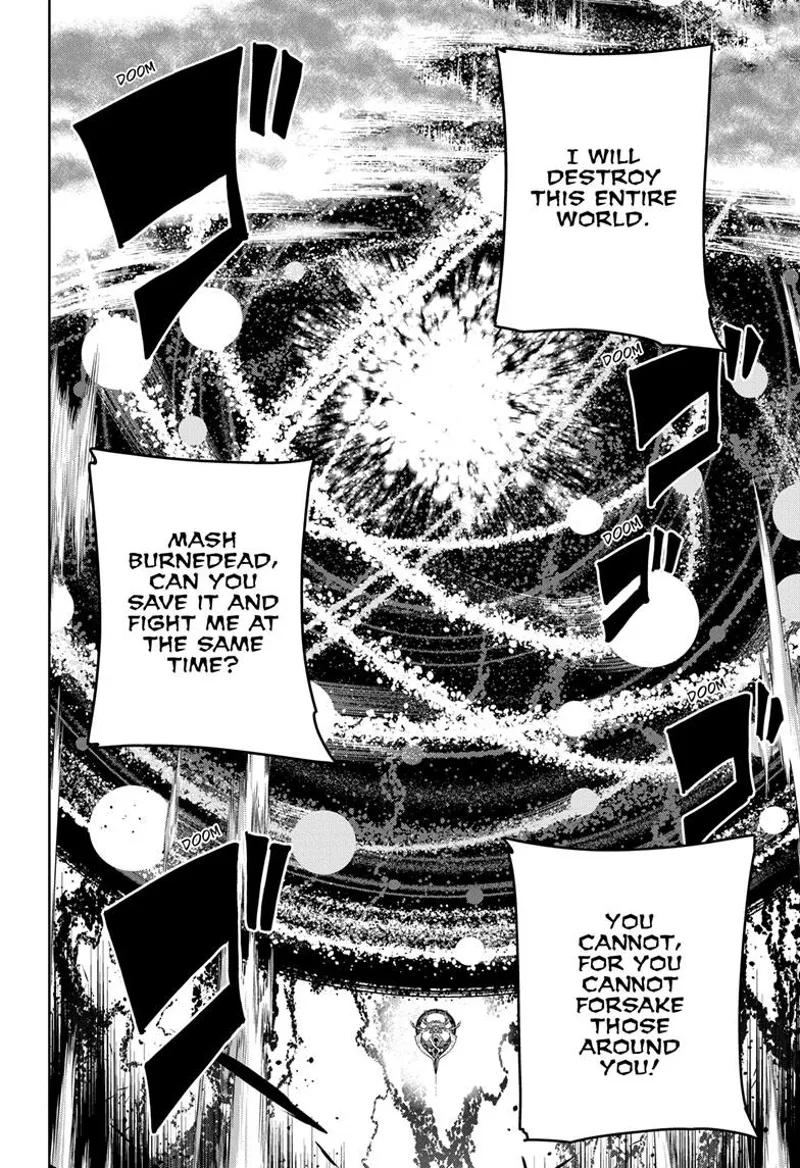 DOOM
I WILL
DESTROY
THIS ENTIRE
WORLD.
DOOM
MASH
BURNEDEAD,
CAN YOU
SAVE IT AND
FIGHT ME AT
THE SAME
TIME?
DOOM
DOOM
DOOM
YOU
CANNOT,
FOR YOU
CANNOT
FORSAKE
THOSE
AROUND
YOU!